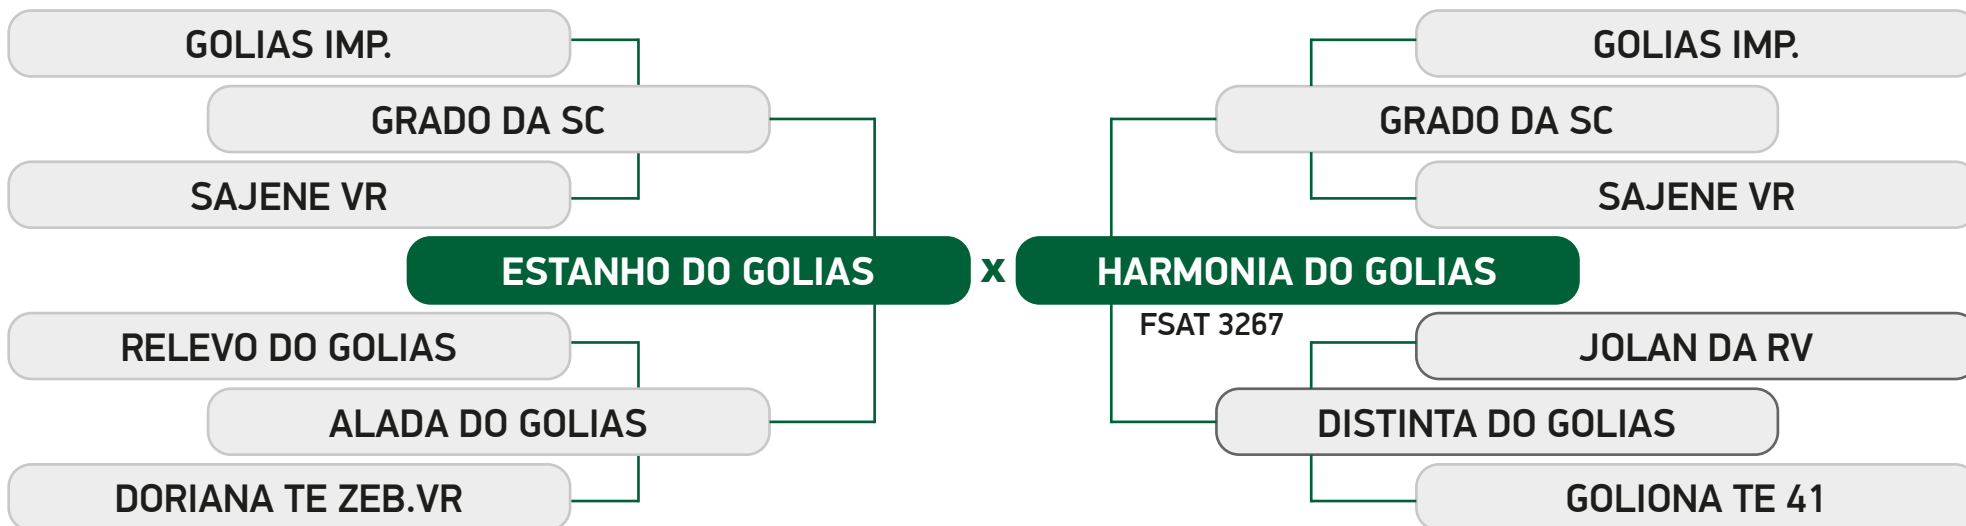 GOLIAS IMP.
GOLIAS IMP.
GRADO DA SC
GRADO DA SC
SAJENE VR
SAJENE VR
ESTANHO DO GOLIAS x HARMONIA DO GOLIAS
FSAT 3267
RELEVO DO GOLIAS
JOLAN DA RV
ALADA DO GOLIAS
DISTINTA DO GOLIAS
DORIANA TE ZEB.VR
GOLIONA TE 41